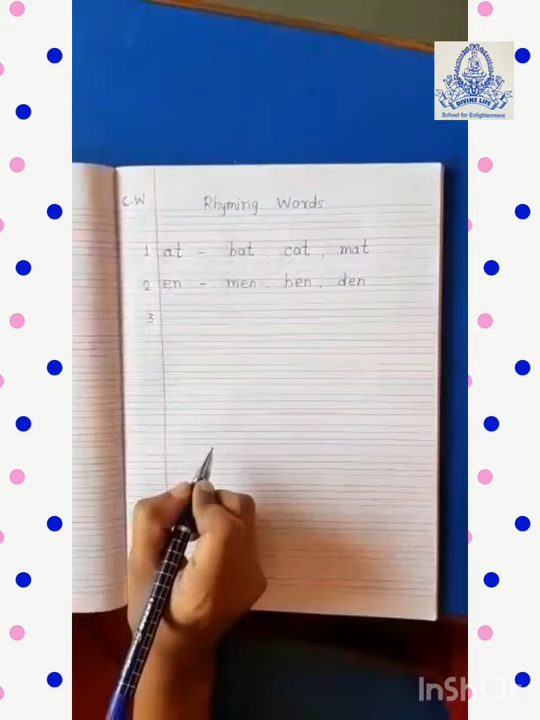 DIVINE LIFE
School for Enlightenment
C.W Rhyming Words
1 at - bat, cat, mat
2 en - men, hen, den
3
InShOt